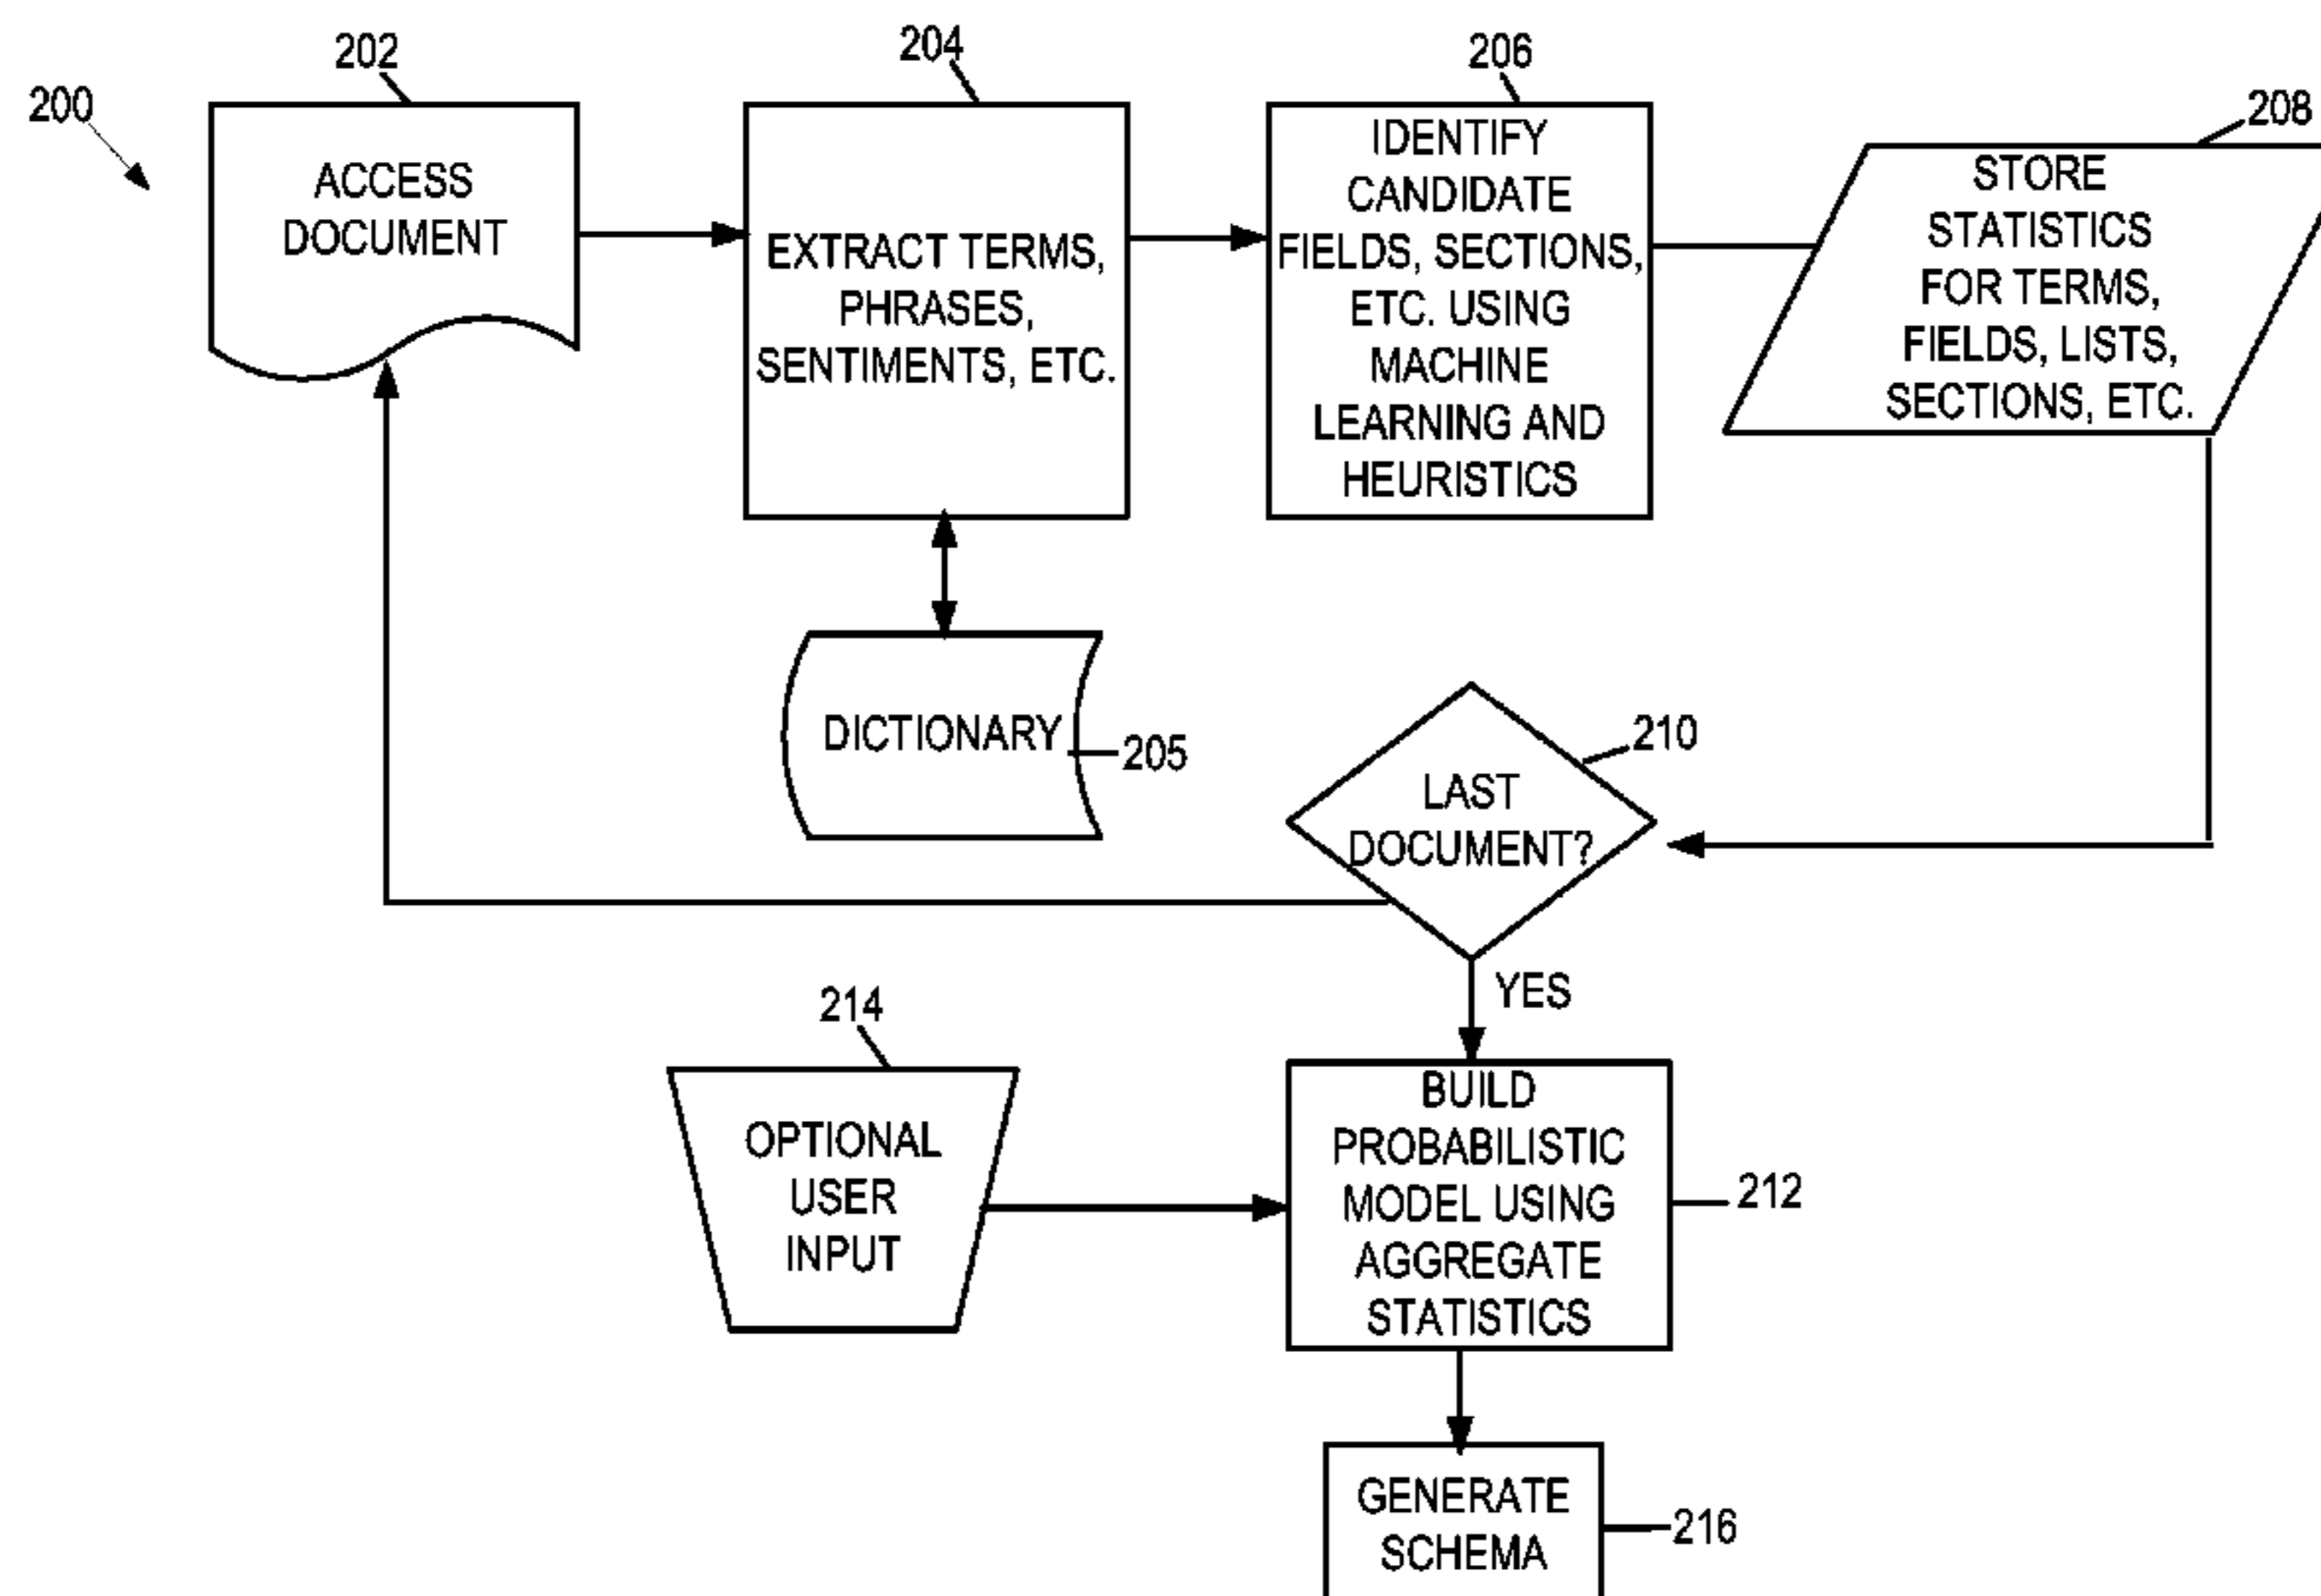 200
202
ACCESS
DOCUMENT
204
EXTRACT TERMS,
PHRASES,
SENTIMENTS, ETC.
206
IDENTIFY
CANDIDATE
FIELDS, SECTIONS,
ETC. USING
MACHINE
LEARNING AND
HEURISTICS
208
STORE
STATISTICS
FOR TERMS,
FIELDS, LISTS,
SECTIONS, ETC.
DICTIONARY
205
210
LAST
DOCUMENT?
YES
214
OPTIONAL
USER
INPUT
BUILD
PROBABILISTIC
MODEL USING
AGGREGATE
STATISTICS
212
GENERATE
SCHEMA
216